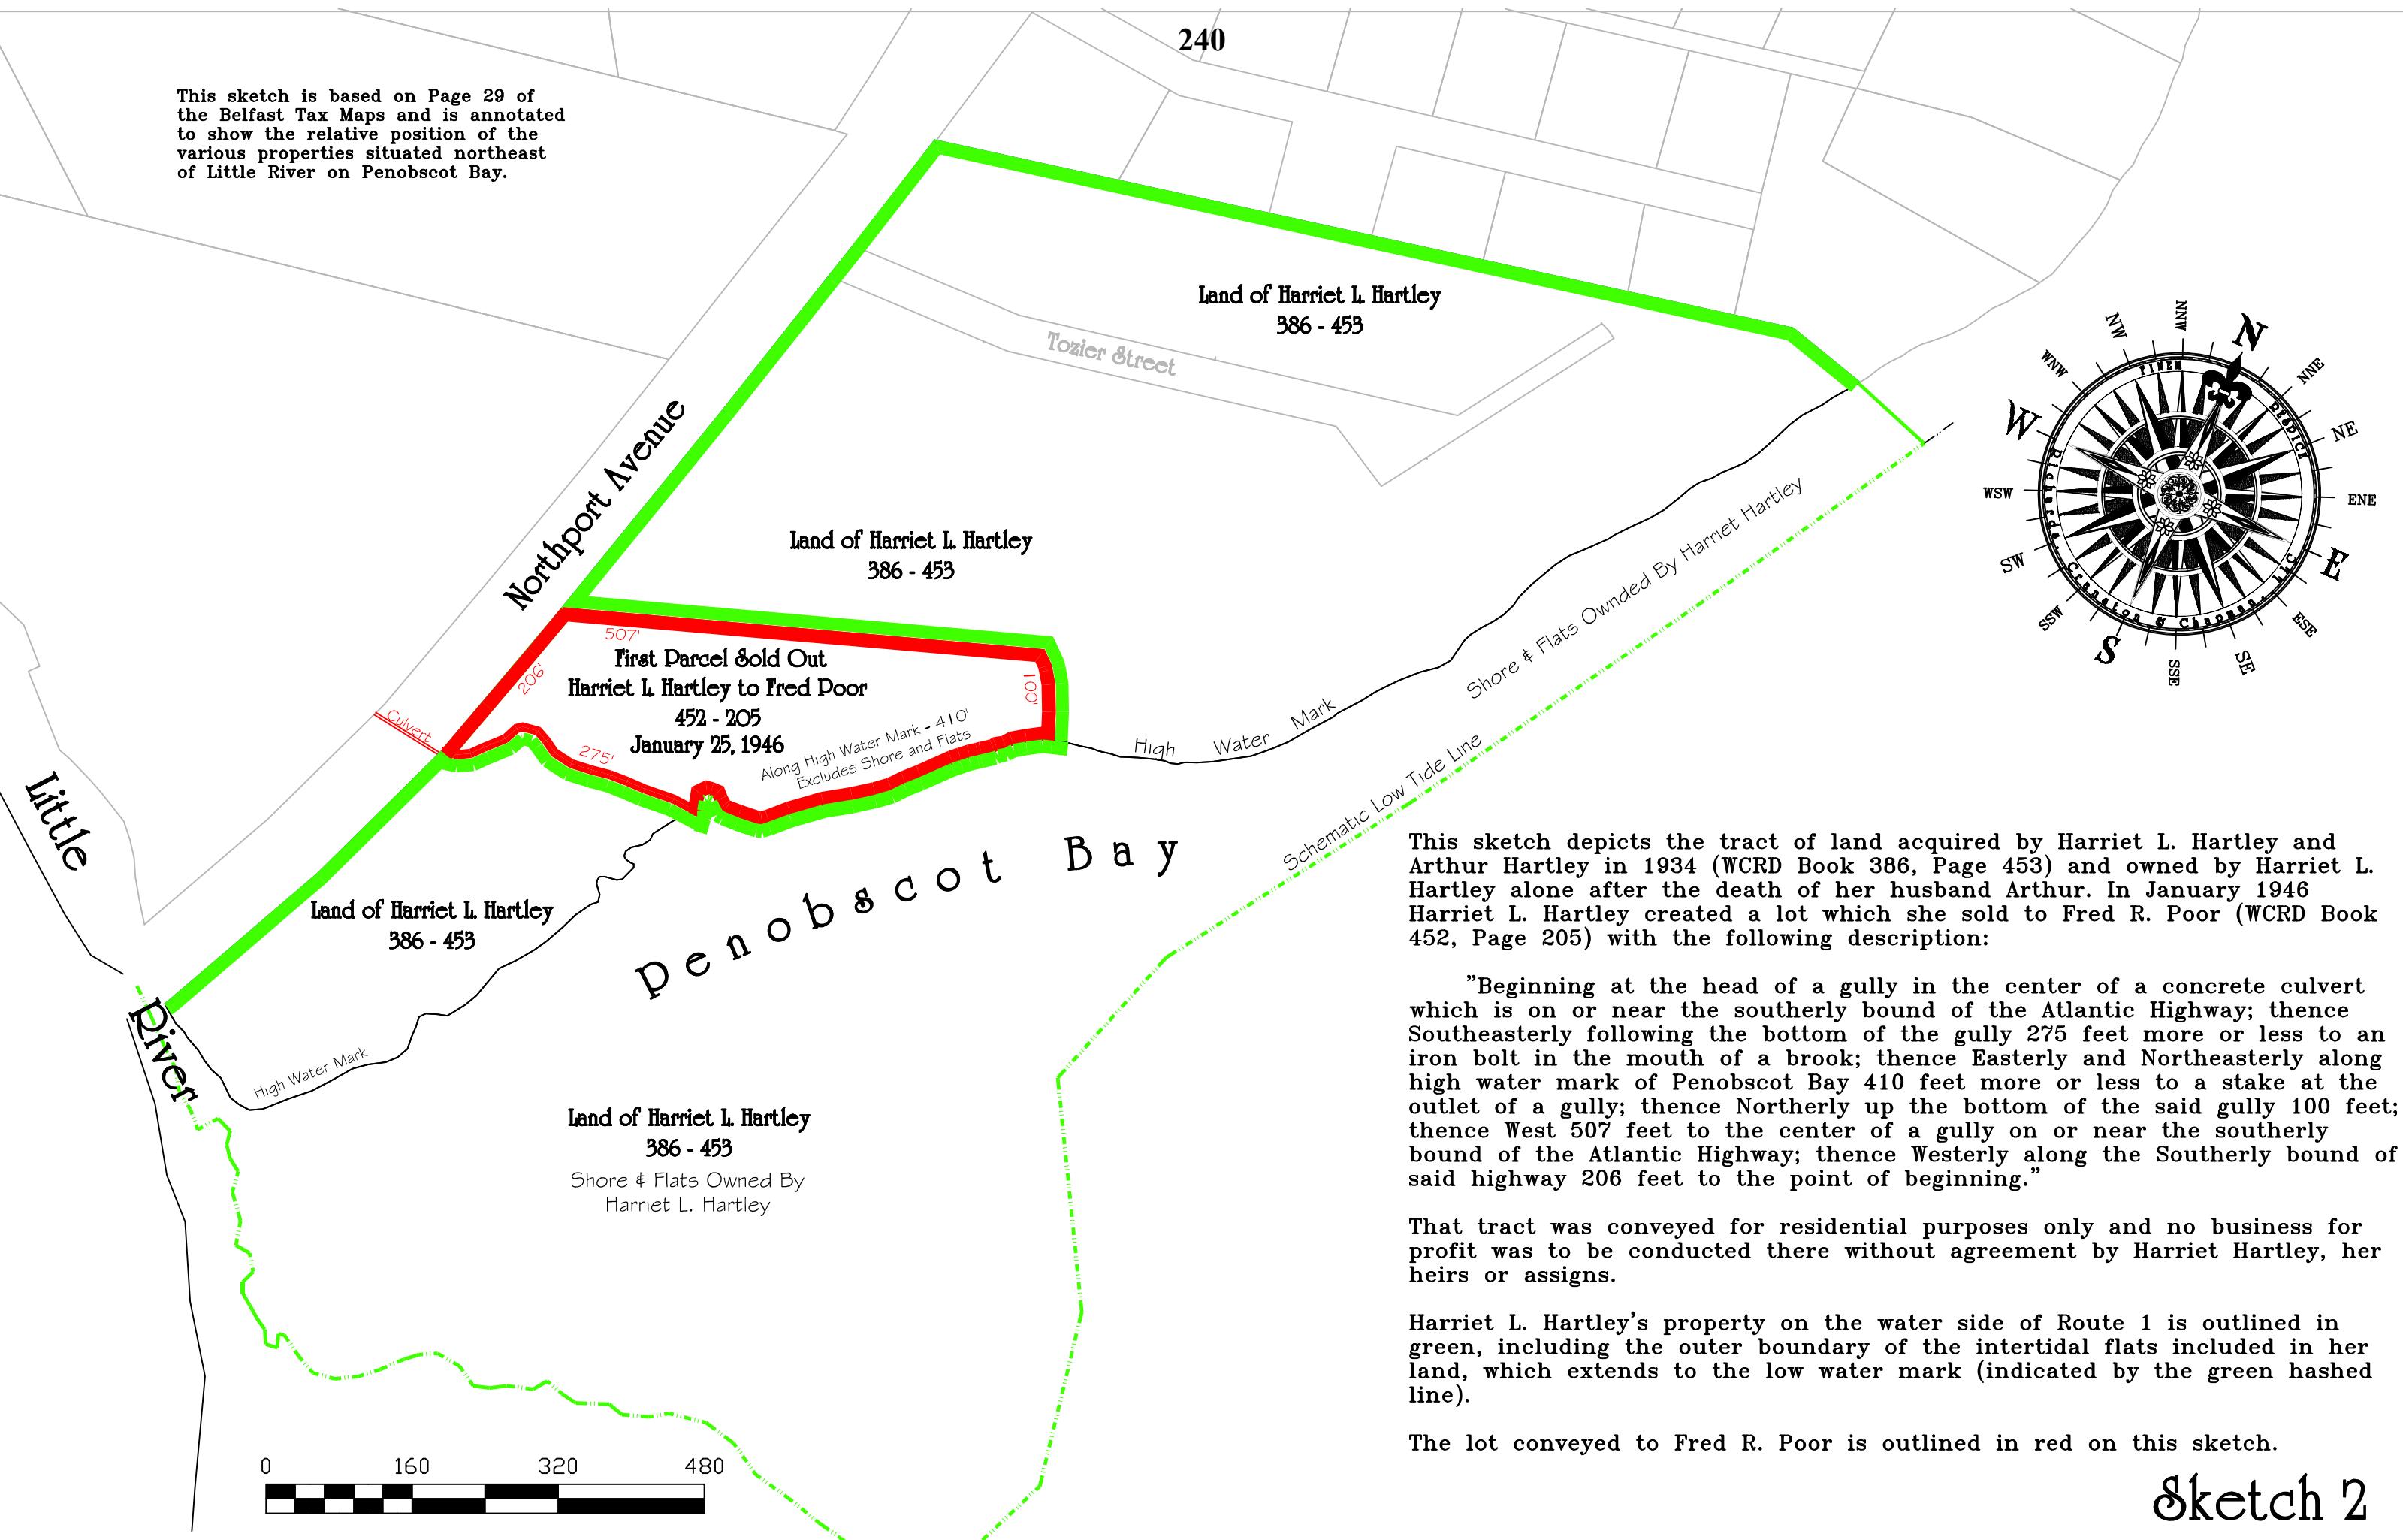 240
This sketch is based on Page 29 of
the Belfast Tax Maps and is annotated
to show the relative position of the
various properties situated northeast
of Little River on Penobscot Bay.
Land of Harriet L. Hartley
386 - 453
Tozier Street
Northport Avenue
Land of Harriet L. Hartley
386 - 453
Shore & Flats Ownded By Harriet Hartley
N
NNE
NE
ENE
E
ESE
SE
SSE
S
SSW
SW
WSW
W
WNW
NW
NNW
FINEM
RESPICE
Cranston & Chapman, LLC
507'
206'
100'
275'
Culvert
First Parcel Sold Out
Harriet L. Hartley to Fred Poor
452 - 205
January 25, 1946
Along High Water Mark - 410'
Excludes Shore and Flats
High Water Mark
Schematic Low Tide Line
Little
River
Penobscot Bay
Land of Harriet L. Hartley
386 - 453
High Water Mark
Land of Harriet L. Hartley
386 - 453
Shore & Flats Owned By
Harriet L. Hartley
0 160 320 480
This sketch depicts the tract of land acquired by Harriet L. Hartley and
Arthur Hartley in 1934 (WCRD Book 386, Page 453) and owned by Harriet L.
Hartley alone after the death of her husband Arthur. In January 1946
Harriet L. Hartley created a lot which she sold to Fred R. Poor (WCRD Book
452, Page 205) with the following description:
"Beginning at the head of a gully in the center of a concrete culvert
which is on or near the southerly bound of the Atlantic Highway; thence
Southeasterly following the bottom of the gully 275 feet more or less to an
iron bolt in the mouth of a brook; thence Easterly and Northeasterly along
high water mark of Penobscot Bay 410 feet more or less to a stake at the
outlet of a gully; thence Northerly up the bottom of the said gully 100 feet;
thence West 507 feet to the center of a gully on or near the southerly
bound of the Atlantic Highway; thence Westerly along the Southerly bound of
said highway 206 feet to the point of beginning."
That tract was conveyed for residential purposes only and no business for
profit was to be conducted there without agreement by Harriet Hartley, her
heirs or assigns.
Harriet L. Hartley's property on the water side of Route 1 is outlined in
green, including the outer boundary of the intertidal flats included in her
land, which extends to the low water mark (indicated by the green hashed
line).
The lot conveyed to Fred R. Poor is outlined in red on this sketch.
Sketch 2